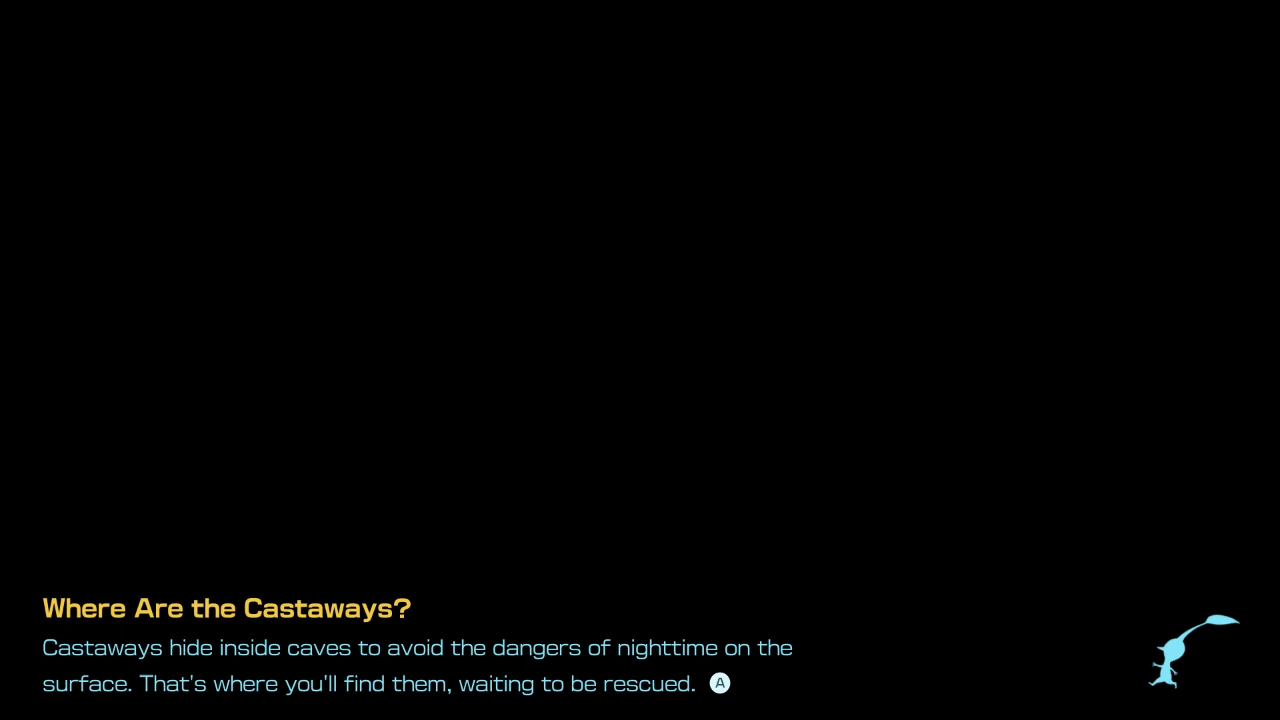 Where Are the Castaways?
Castaways hide inside caves to avoid the dangers of nighttime on the
surface. That's where you'll find them, waiting to be rescued. A